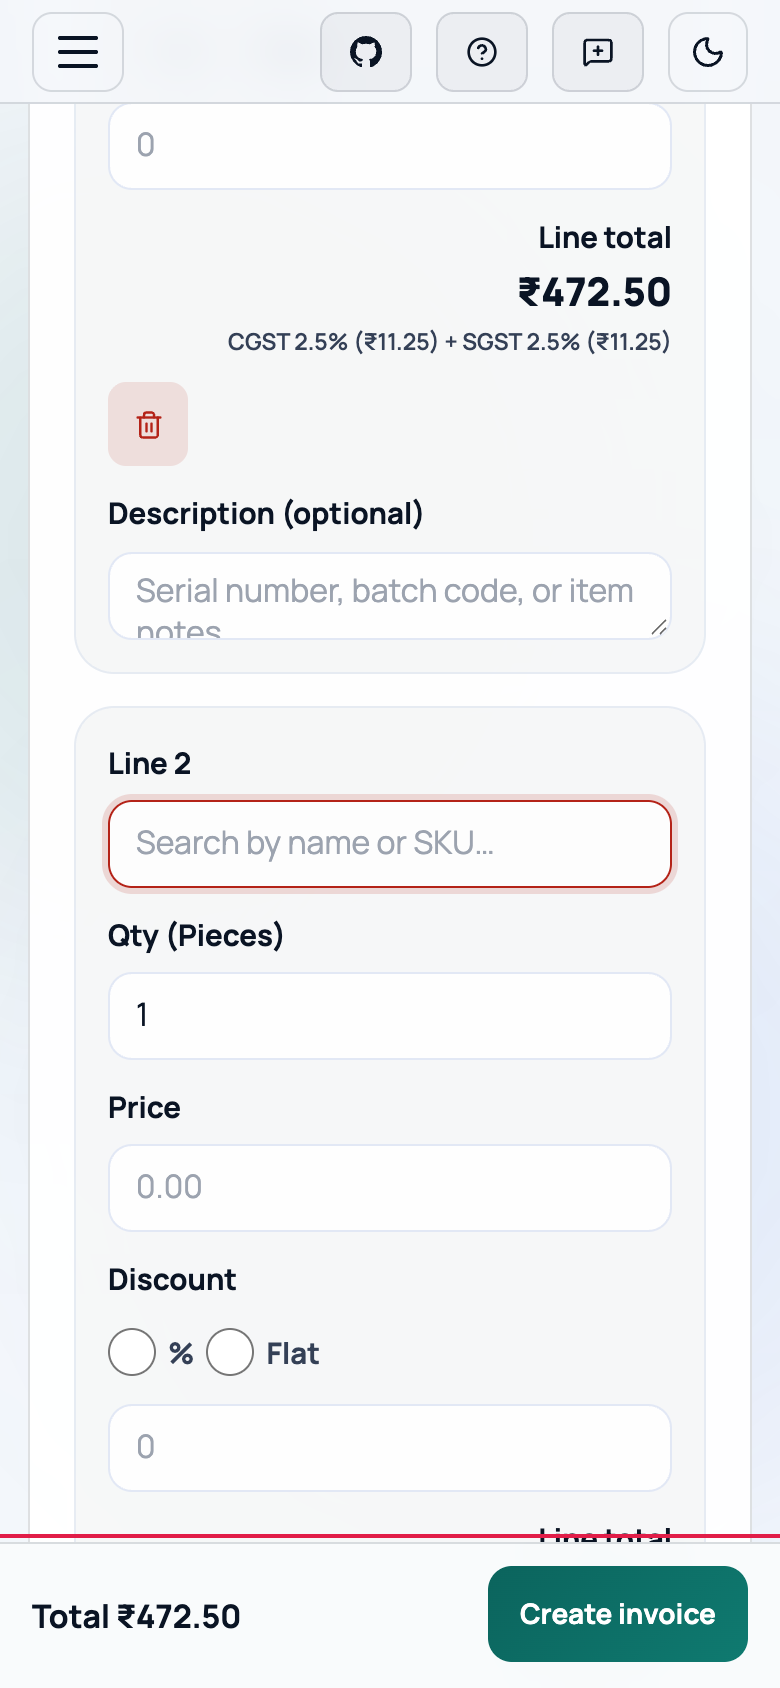 0
Line total
₹472.50
CGST 2.5% (₹11.25) + SGST 2.5% (₹11.25)
Description (optional)
Serial number, batch code, or item
notes
Line 2
Search by name or SKU...
Qty (Pieces)
1
Price
0.00
Discount
% Flat
0
Line total
Total ₹472.50
Create invoice